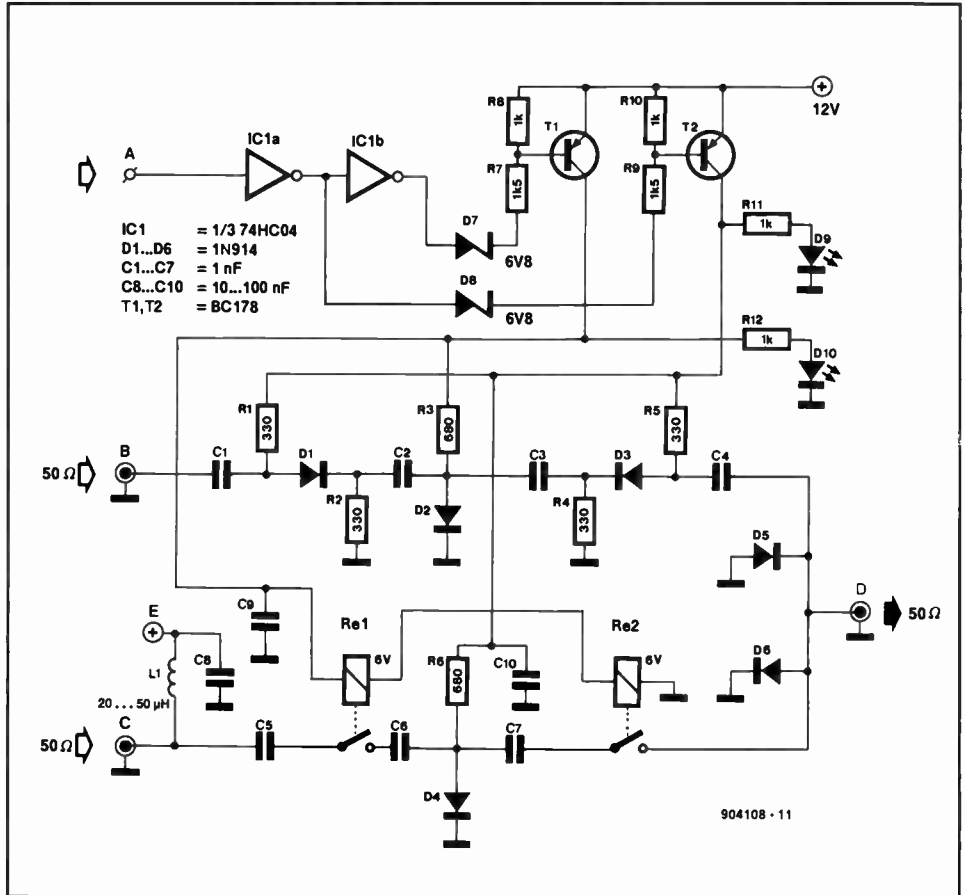 R8
1k
R10
1k
12V
T1
T2
A
IC1a
IC1b
R7
1k5
R9
1k5
R11
1k
D9
D7
6V8
D8
6V8
IC1 = 1/3 74HC04
D1...D6 = 1N914
C1...C7 = 1 nF
C8...C10 = 10...100 nF
T1,T2 = BC178
R12
1k
D10
R1
330
R3
680
R5
330
B
50 Ω
C1
D1
C2
C3
D3
C4
R2
330
D2
R4
330
D5
D
50 Ω
C9
E
C8
L1
20 ... 50 µH
Re1
6V
R6
680
C10
Re2
6V
D6
C
50 Ω
C5
C6
C7
D4
904108 - 11